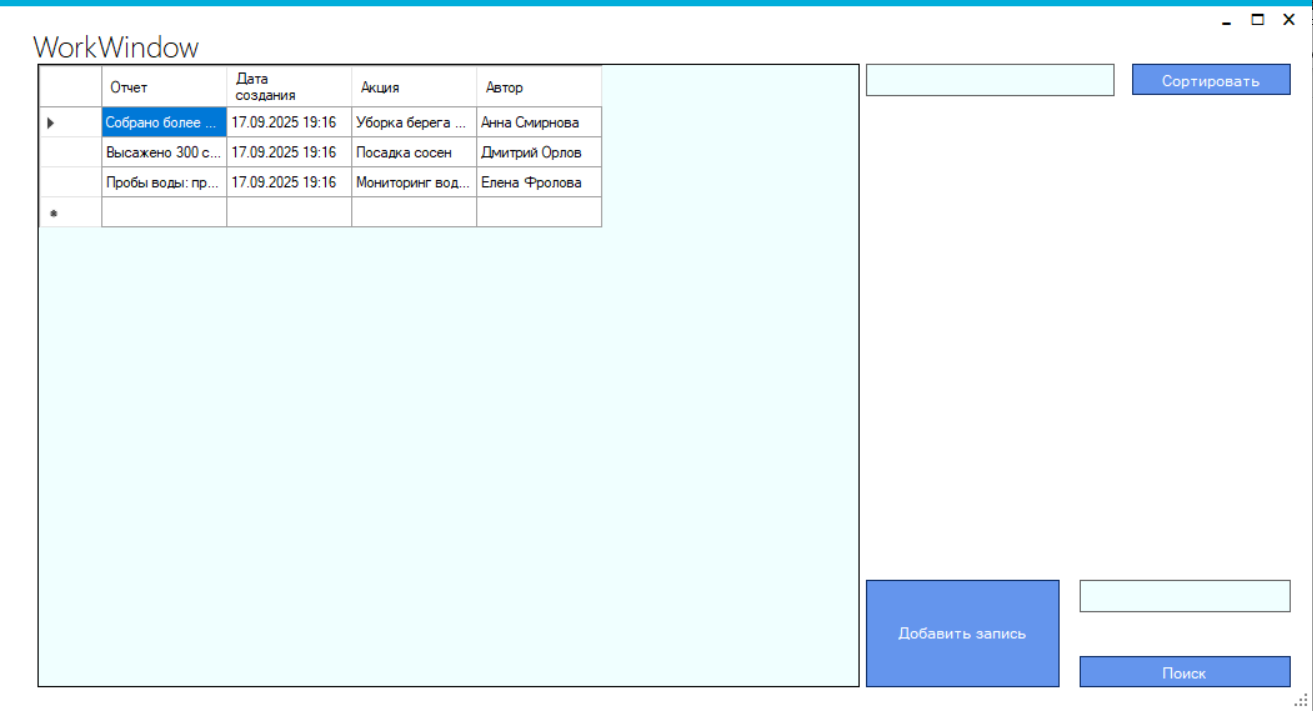 WorkWindow
Отчет Дата создания Акция Автор
Собрано более ... 17.09.2025 19:16 Уборка берега ... Анна Смирнова
Высажено 300 с... 17.09.2025 19:16 Посадка сосен Дмитрий Орлов
Пробы воды: пр... 17.09.2025 19:16 Мониторинг вод... Елена Фролова
Сортировать
Добавить запись
Поиск